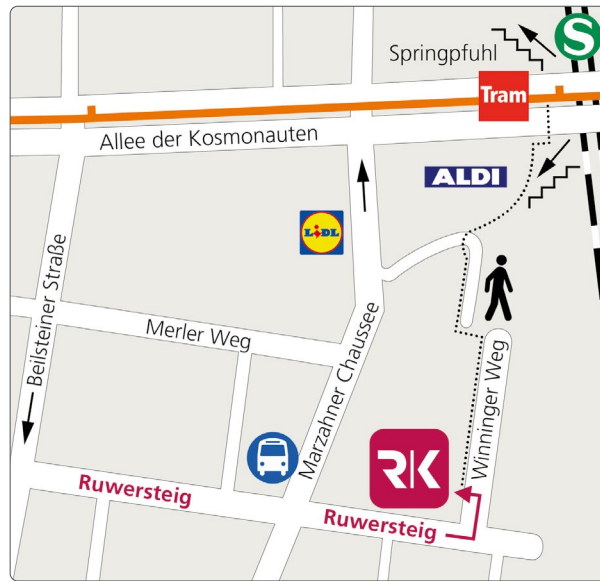 S
Springpfuhl
Tram
Allee der Kosmonauten
ALDI
LIDL
Beilsteiner Straße
Merler Weg
Marzahner Chaussee
Winninger Weg
RK
Ruwersteig
Ruwersteig